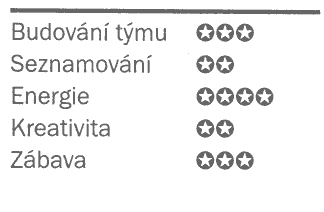 Budování týmu ✪✪✪
Seznamování ✪✪
Energie ✪✪✪✪
Kreativita ✪✪
Zábava ✪✪✪